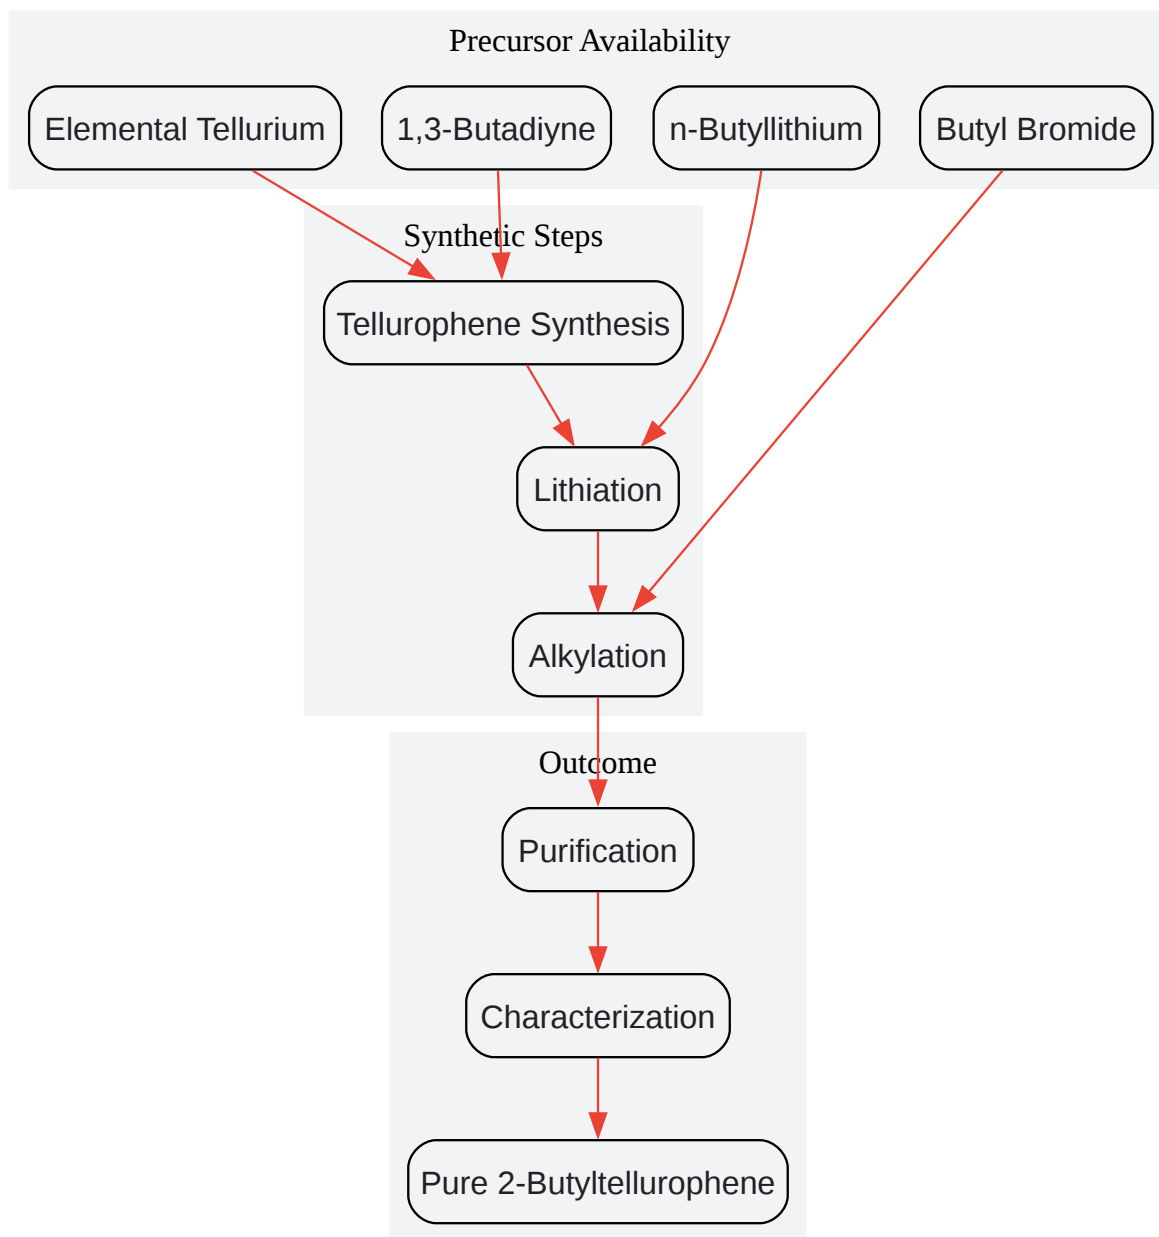 Precursor Availability
Elemental Tellurium
1,3-Butadiyne
n-Butyllithium
Butyl Bromide
Synthetic Steps
Tellurophene Synthesis
Lithiation
Alkylation
Outcome
Purification
Characterization
Pure 2-Butyltellurophene